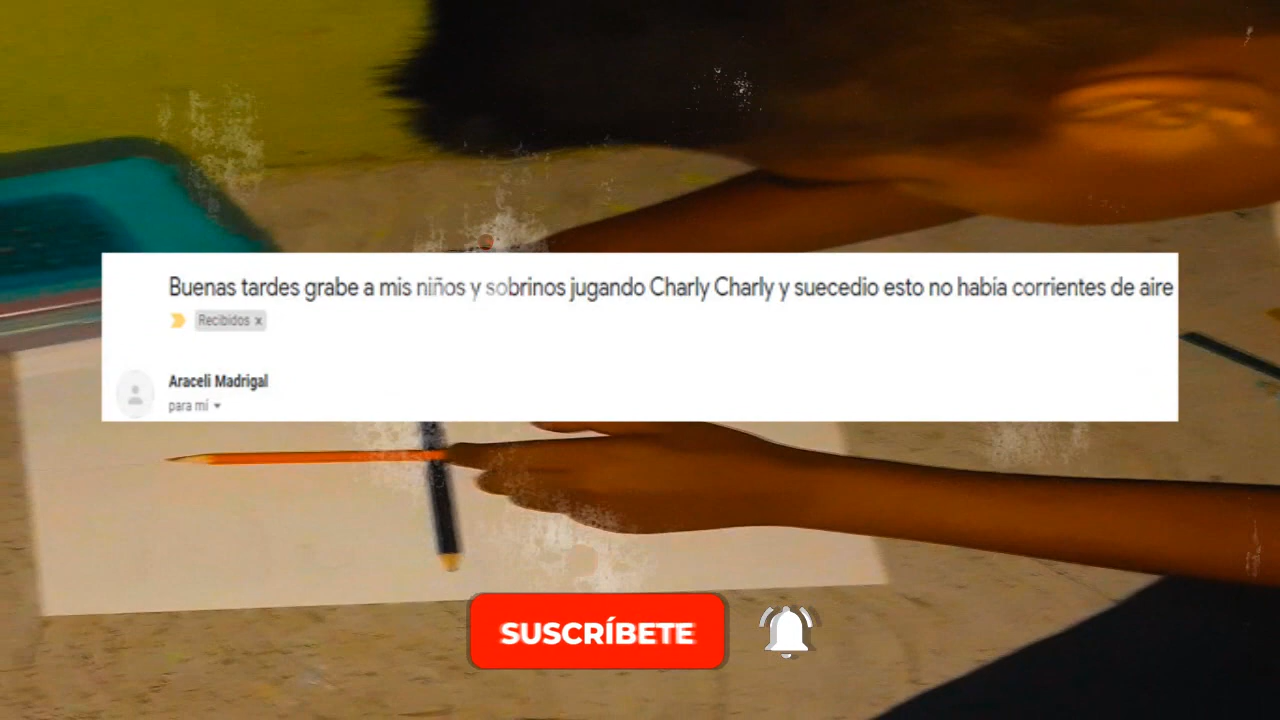 Buenas tardes grabe a mis niños y sobrinos jugando Charly Charly y suecedio esto no había corrientes de aire
Recibidos x
Araceli Madrigal
para mí
SUSCRÍBETE